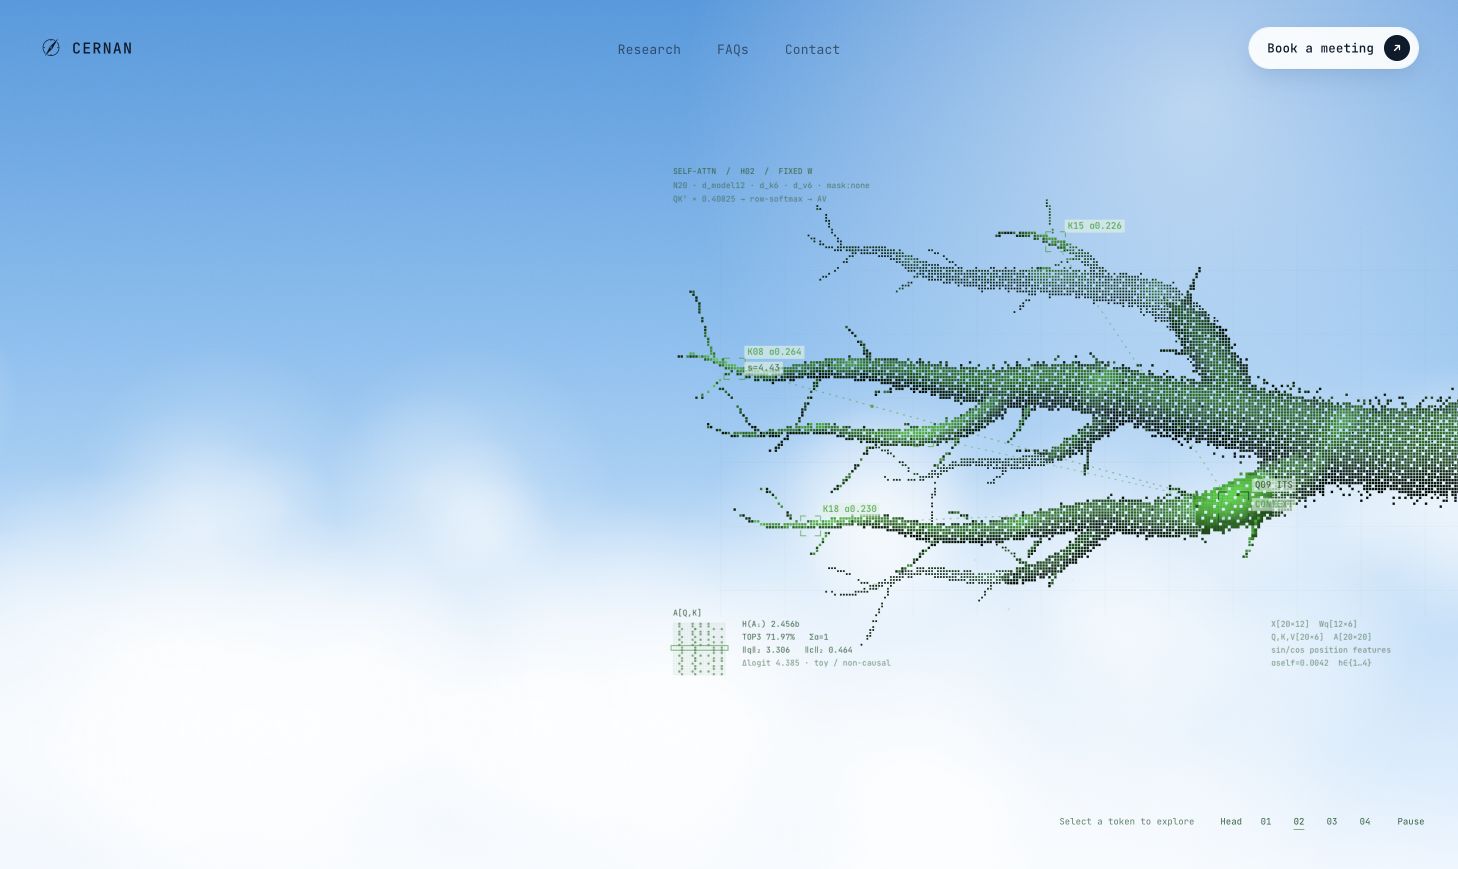 CERNAN
Research
FAQs
Contact
Book a meeting
SELF-ATTN / H02 / FIXED W
N20 · d_model12 · d_k6 · d_v6 · mask:none
QKᵀ × 0.40825 → row-softmax → AV
K15 α0.226
K08 α0.264
s=4.43
Q09 ITS
CONTEXT
K18 α0.230
A[Q,K]
H(Aᵢ) 2.456b
TOP3 71.97% Σα=1
‖q‖₂ 3.306 ‖c‖₂ 0.464
Δlogit 4.385 · toy / non-causal
X[20×12] Wq[12×6]
Q,K,V[20×6] A[20×20]
sin/cos position features
αself=0.0042 h∈{1…4}
Select a token to explore
Head 01 02 03 04
Pause